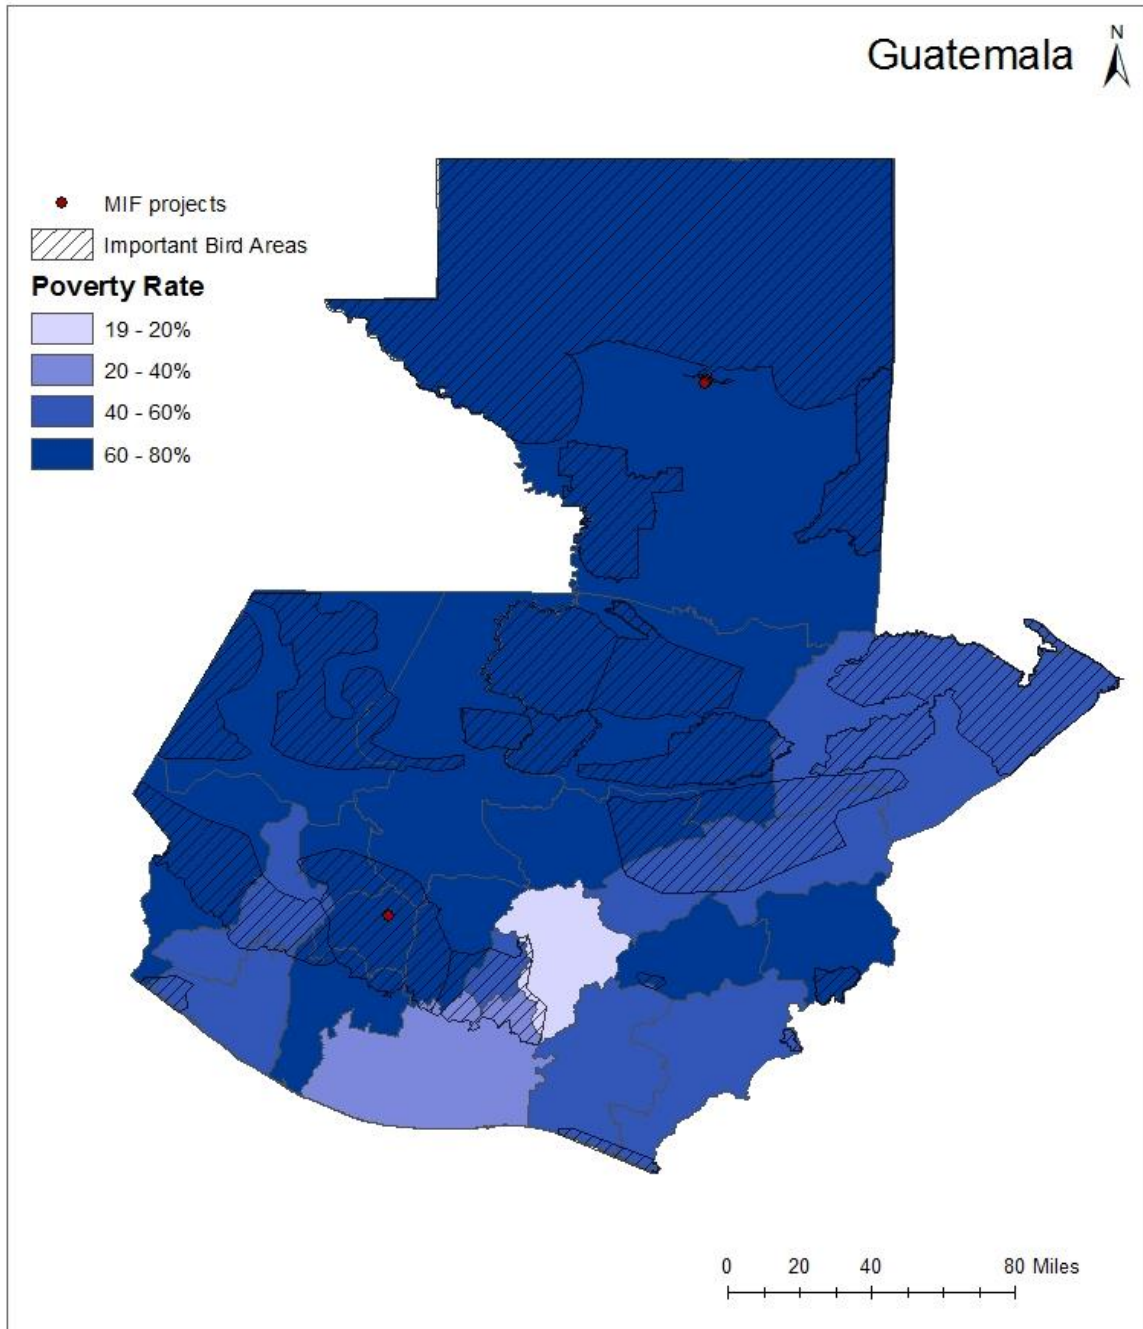 Guatemala
N
MIF projects
Important Bird Areas
Poverty Rate
19 - 20%
20 - 40%
40 - 60%
60 - 80%
0 20 40 80 Miles